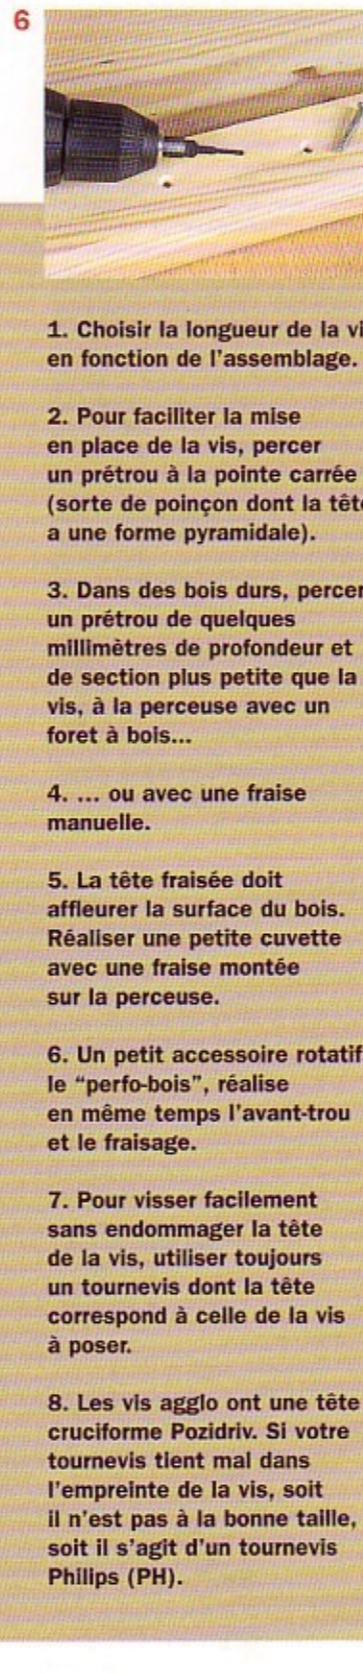 6
1. Choisir la longueur de la vi
en fonction de l'assemblage.
2. Pour faciliter la mise
en place de la vis, percer
un prétrou à la pointe carrée
(sorte de poinçon dont la tête
a une forme pyramidale).
3. Dans des bois durs, percer
un prétrou de quelques
millimètres de profondeur et
de section plus petite que la
vis, à la perceuse avec un
foret à bois...
4. ... ou avec une fraise
manuelle.
5. La tête fraisée doit
affleurer la surface du bois.
Réaliser une petite cuvette
avec une fraise montée
sur la perceuse.
6. Un petit accessoire rotatif
le “perfo-bois”, réalise
en même temps l'avant-trou
et le fraisage.
7. Pour visser facilement
sans endommager la tête
de la vis, utiliser toujours
un tournevis dont la tête
correspond à celle de la vis
à poser.
8. Les vis agglo ont une tête
cruciforme Pozidriv. Si votre
tournevis tient mal dans
l'empreinte de la vis, soit
il n'est pas à la bonne taille,
soit il s'agit d'un tournevis
Philips (PH).